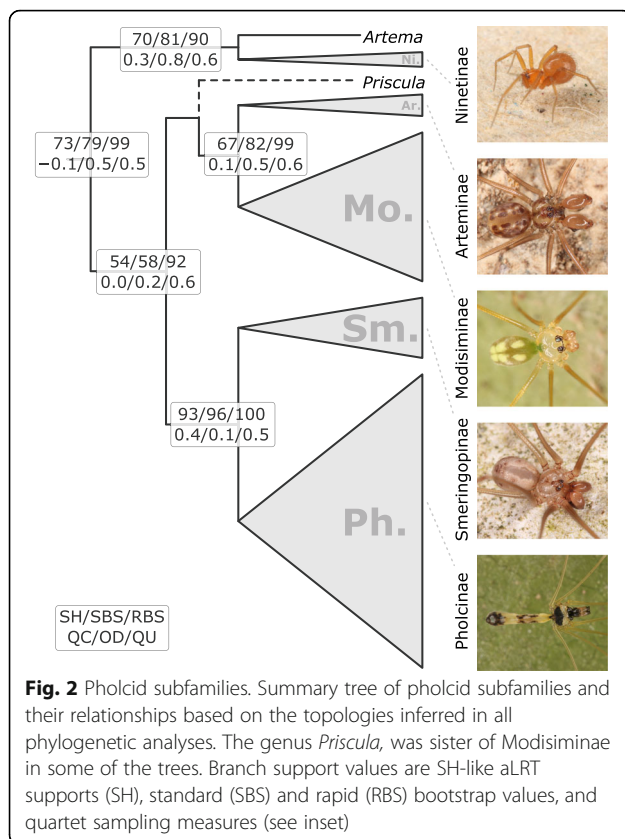 70/81/90
0.3/0.8/0.6
Artema
Ni.
Priscula
Ar.
73/79/99
−0.1/0.5/0.5
67/82/99
0.1/0.5/0.6
Mo.
54/58/92
0.0/0.2/0.6
Sm.
93/96/100
0.4/0.1/0.5
Ph.
SH/SBS/RBS
QC/OD/QU
Ninetinae
Arteminae
Modisiminae
Smeringopinae
Pholcinae
Fig. 2 Pholcid subfamilies. Summary tree of pholcid subfamilies and
their relationships based on the topologies inferred in all
phylogenetic analyses. The genus Priscula, was sister of Modisiminae
in some of the trees. Branch support values are SH-like aLRT
supports (SH), standard (SBS) and rapid (RBS) bootstrap values, and
quartet sampling measures (see inset)